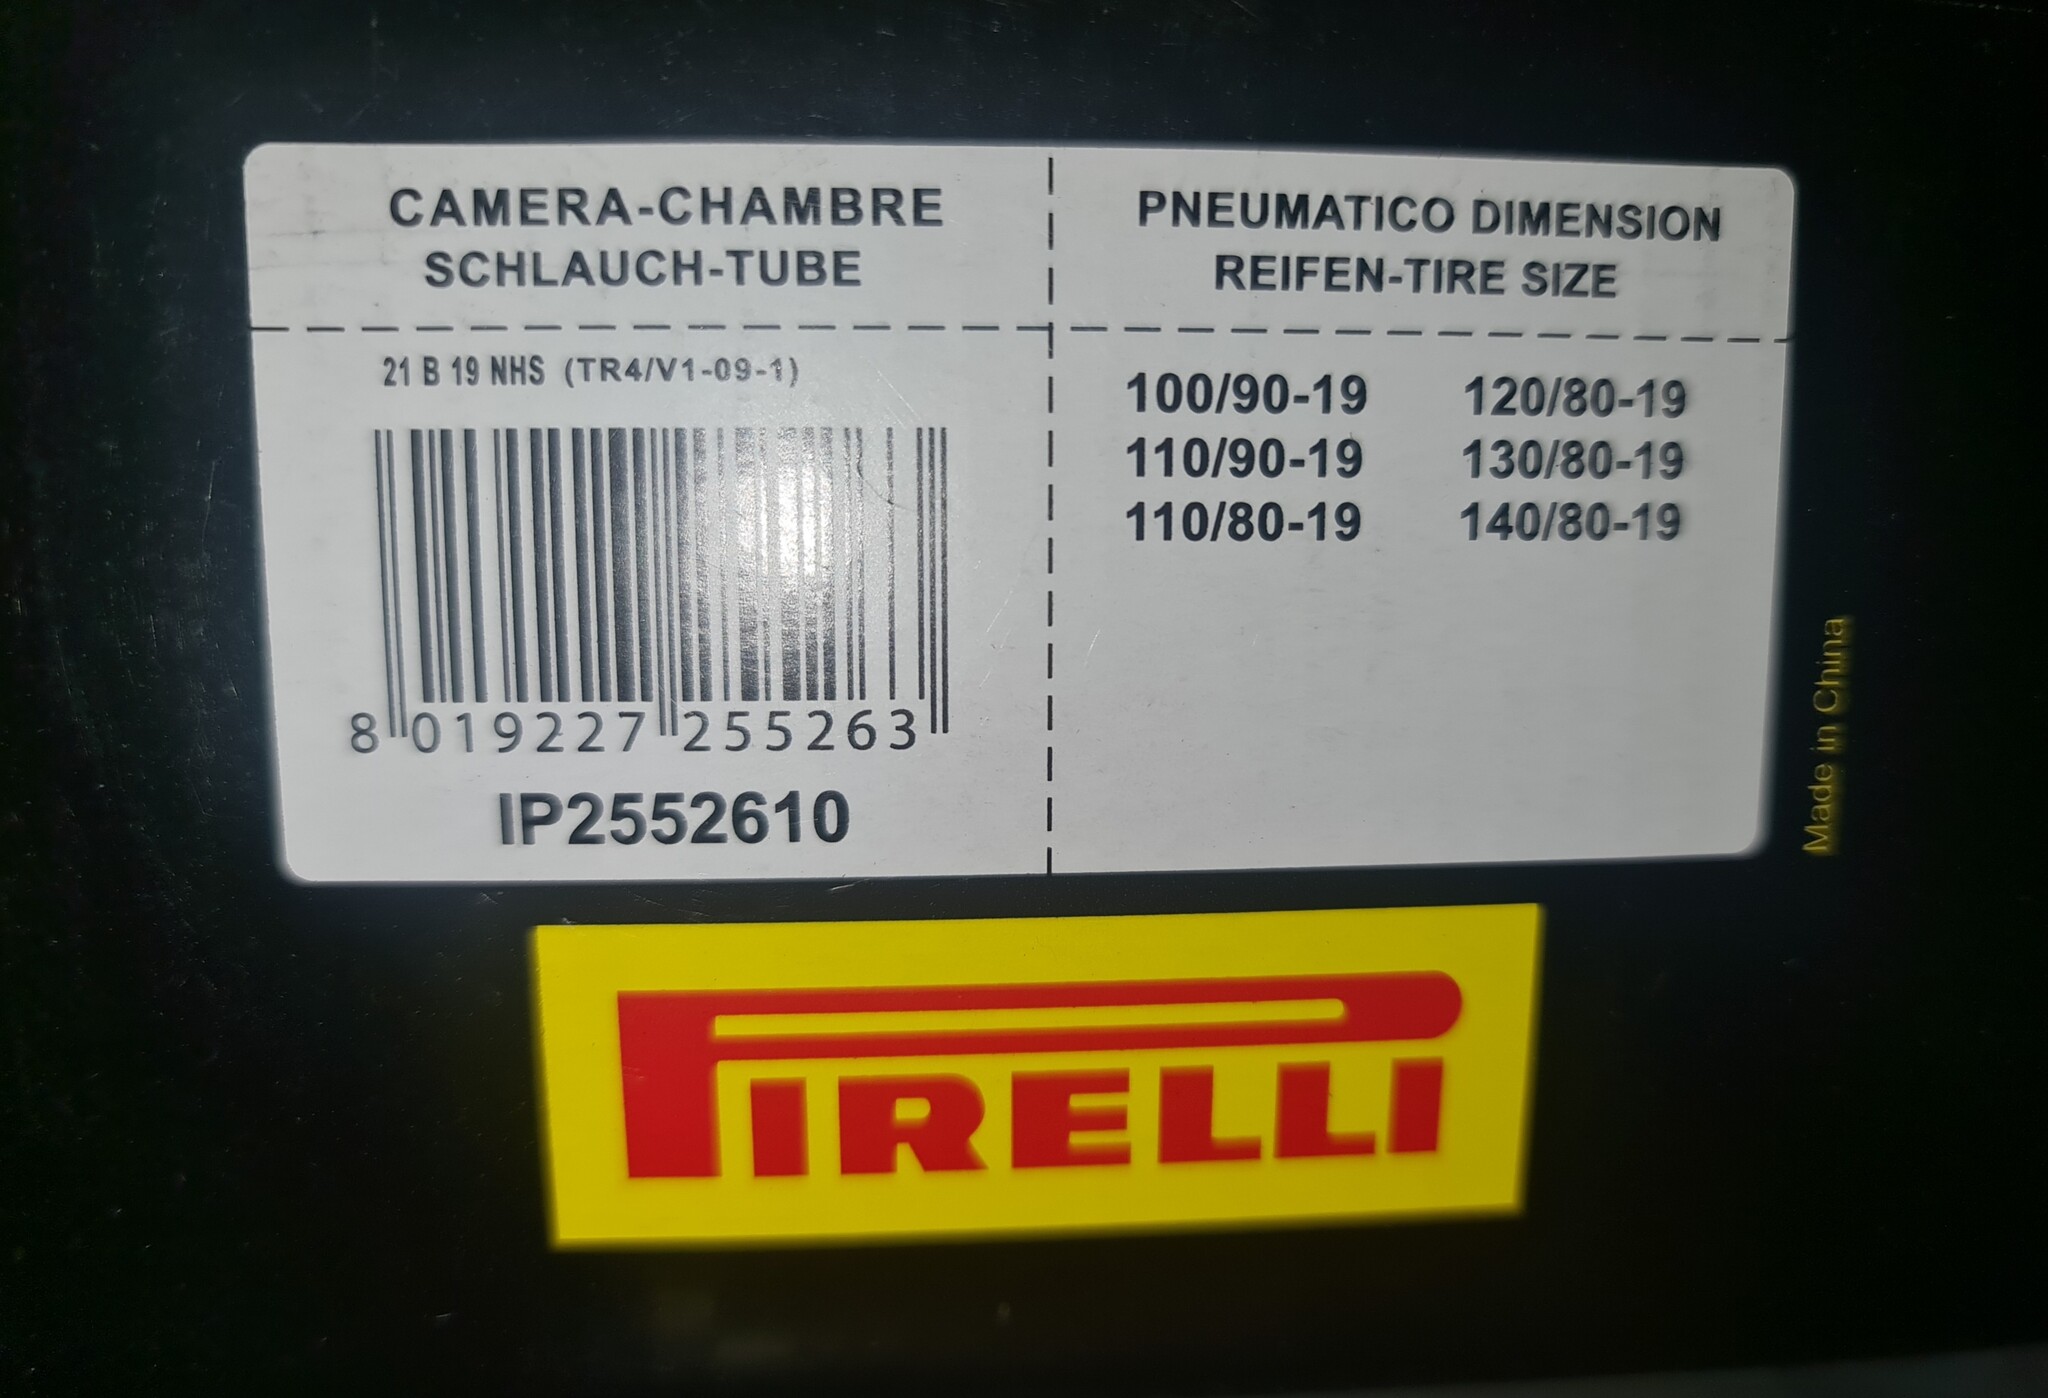 CAMERA-CHAMBRE
SCHLAUCH-TUBE
21 B 19 NHS (TR4/V1-09-1)
8 019227 255263
IP2552610
PNEUMATICO DIMENSION
REIFEN-TIRE SIZE
100/90-19 120/80-19
110/90-19 130/80-19
110/80-19 140/80-19
Made in China
PIRELLI